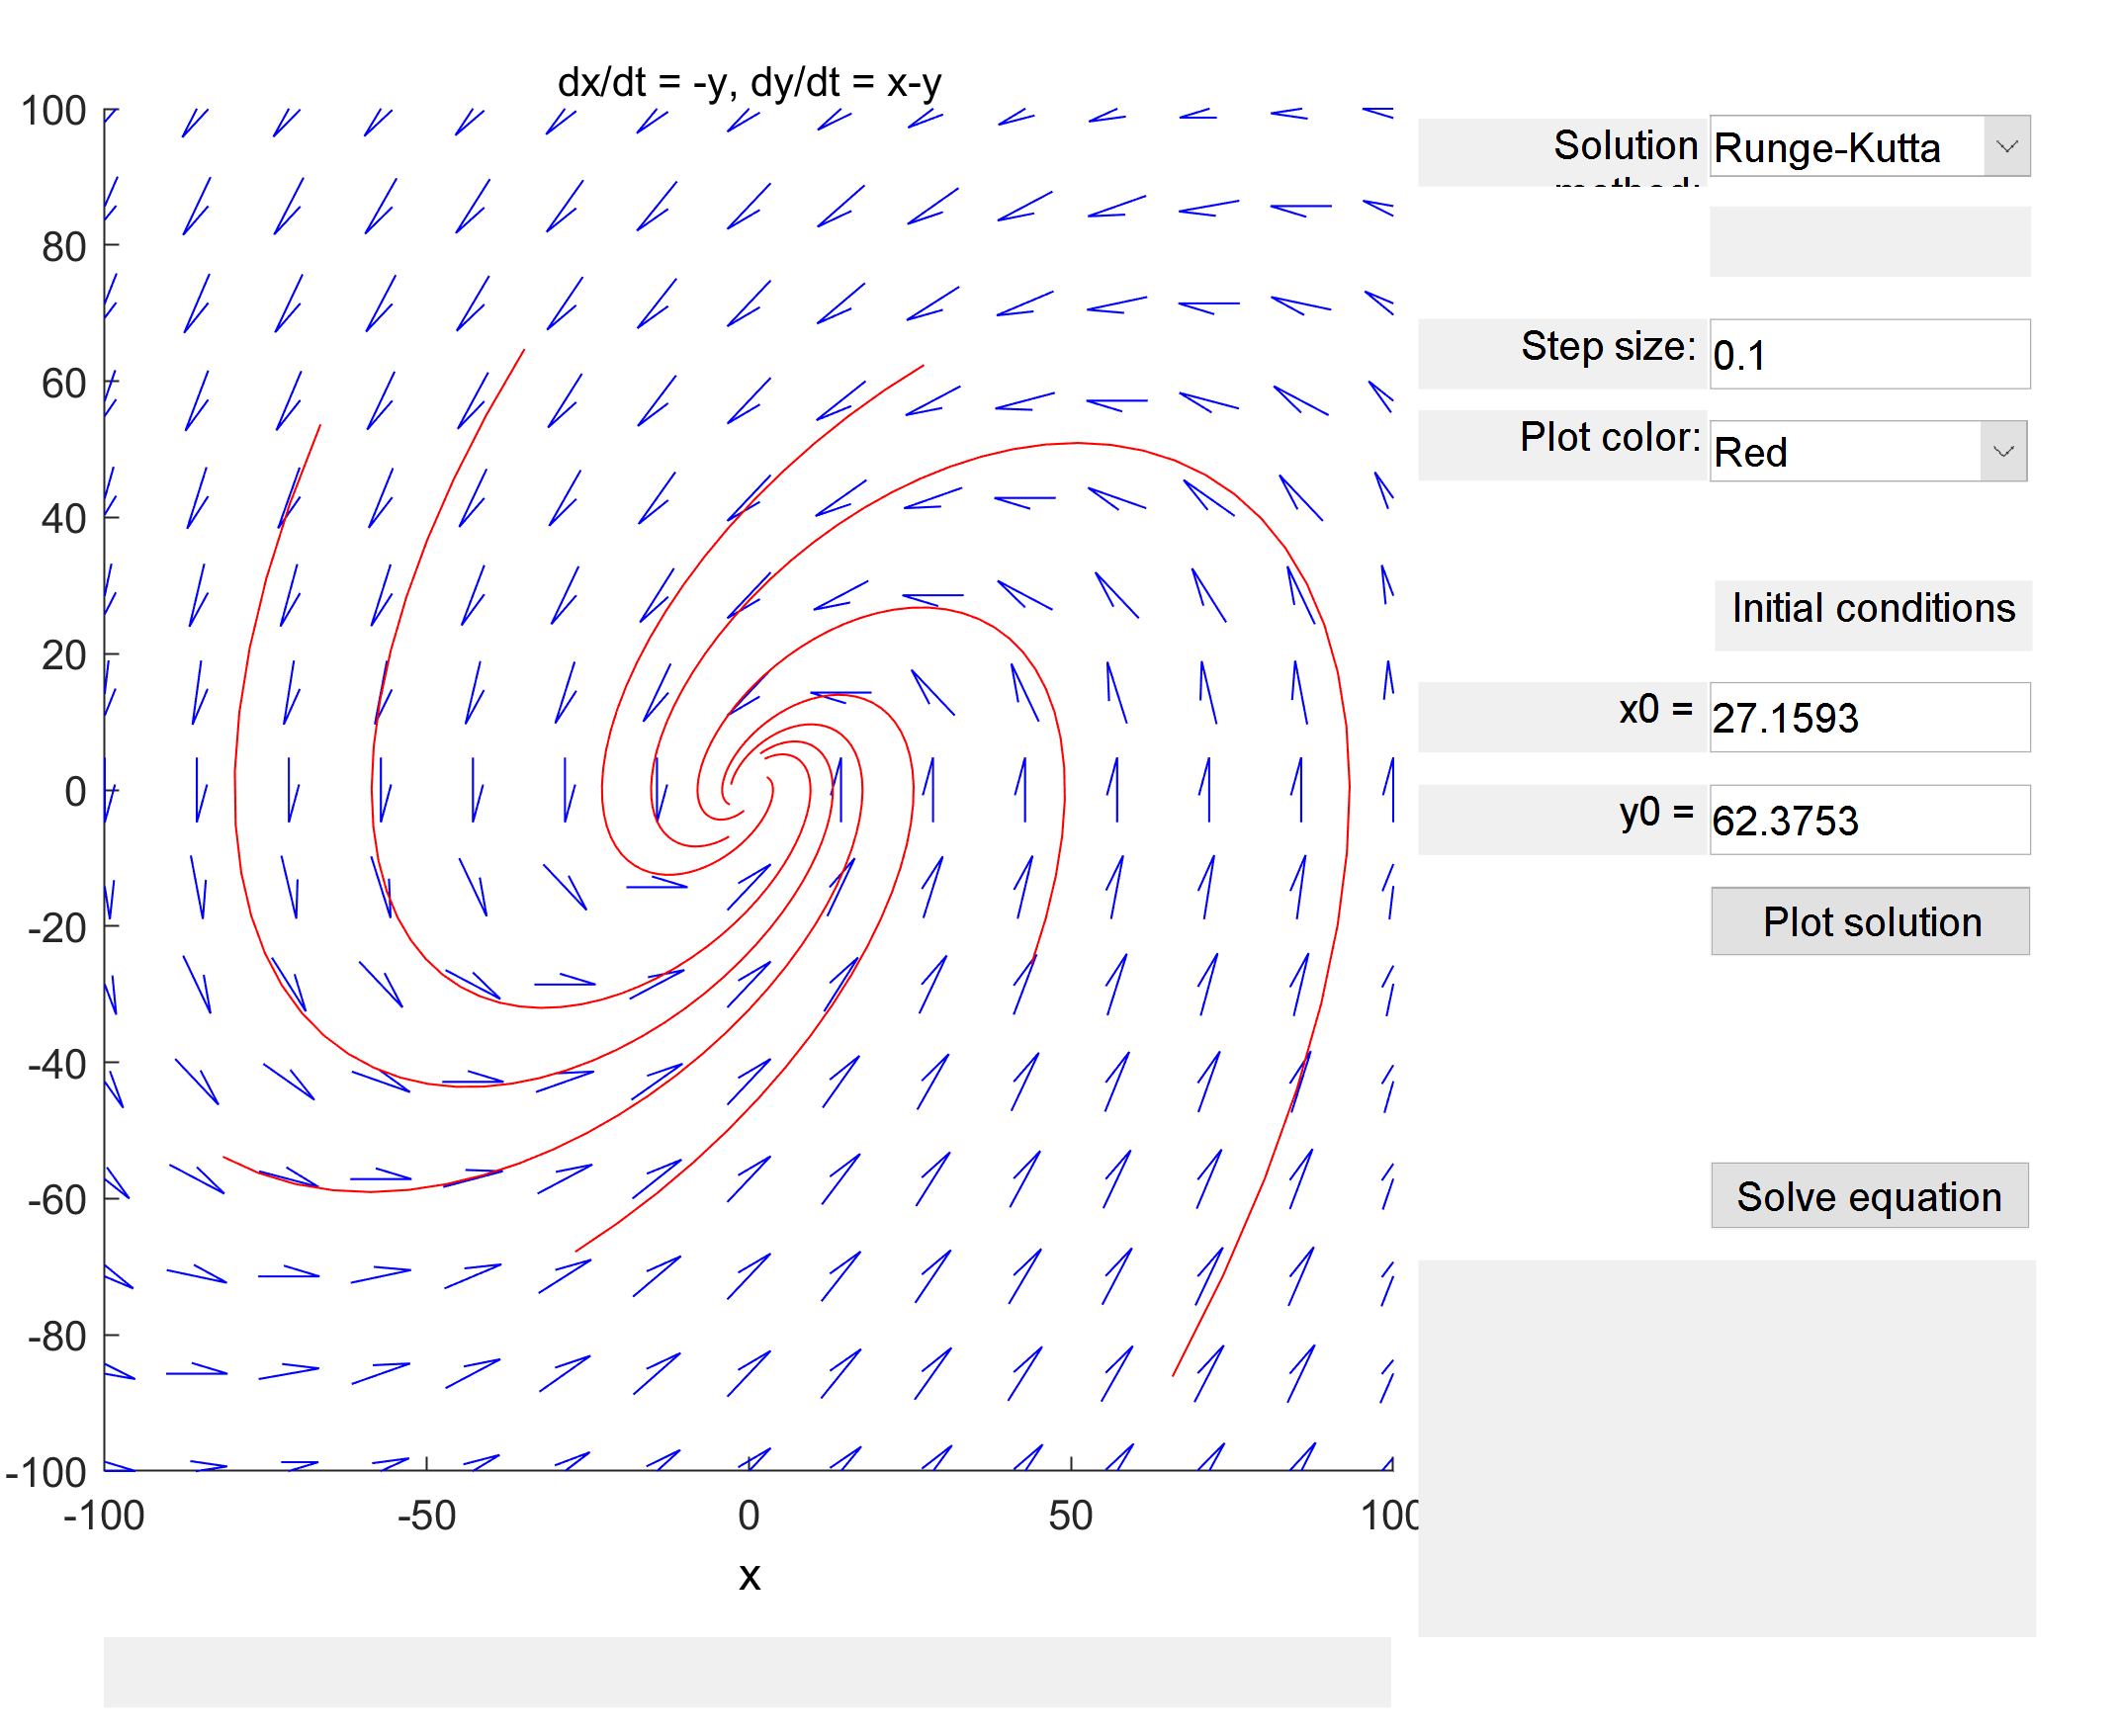 dx/dt = -y, dy/dt = x-y
100
80
60
40
20
0
-20
-40
-60
-80
-100
-100 -50 0 50 100
x
Solution
method:
Runge-Kutta
Step size: 0.1
Plot color: Red
Initial conditions
x0 = 27.1593
y0 = 62.3753
Plot solution
Solve equation